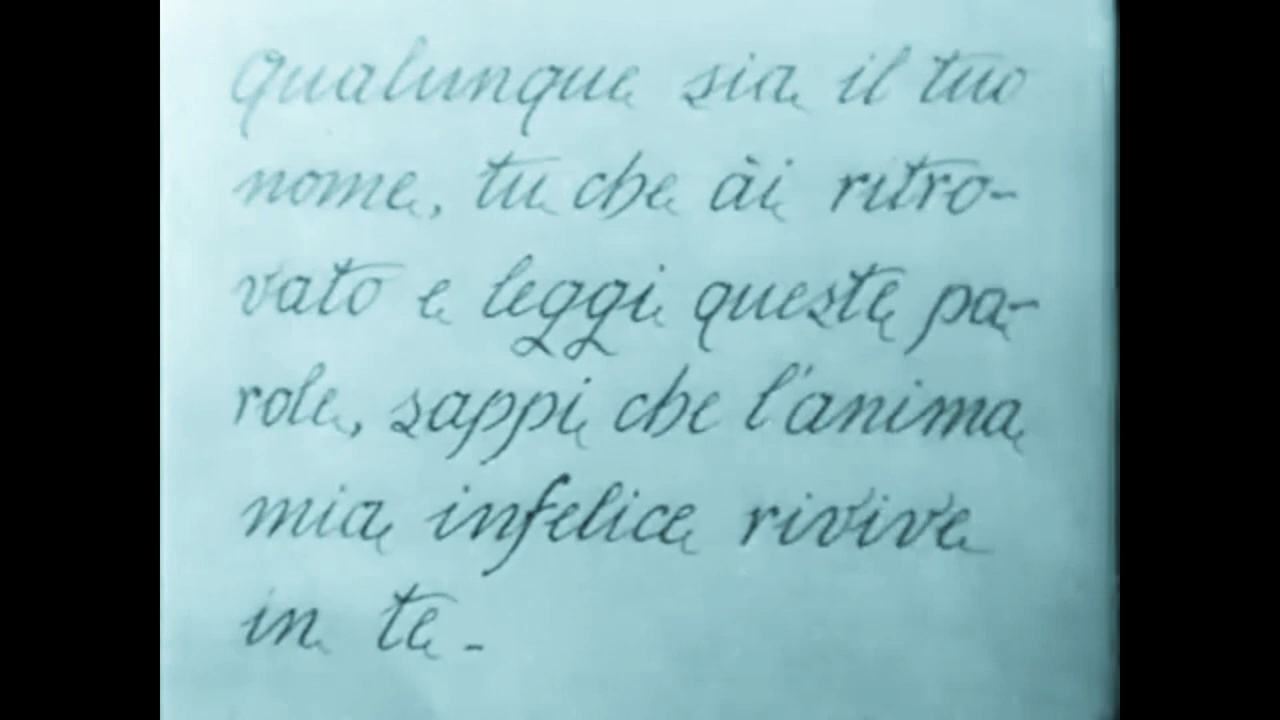 Qualunque sia il tuo
nome, tu che ài ritro-
vato e leggi queste pa-
role, sappi che l'anima
mia infelice rivive
in te -